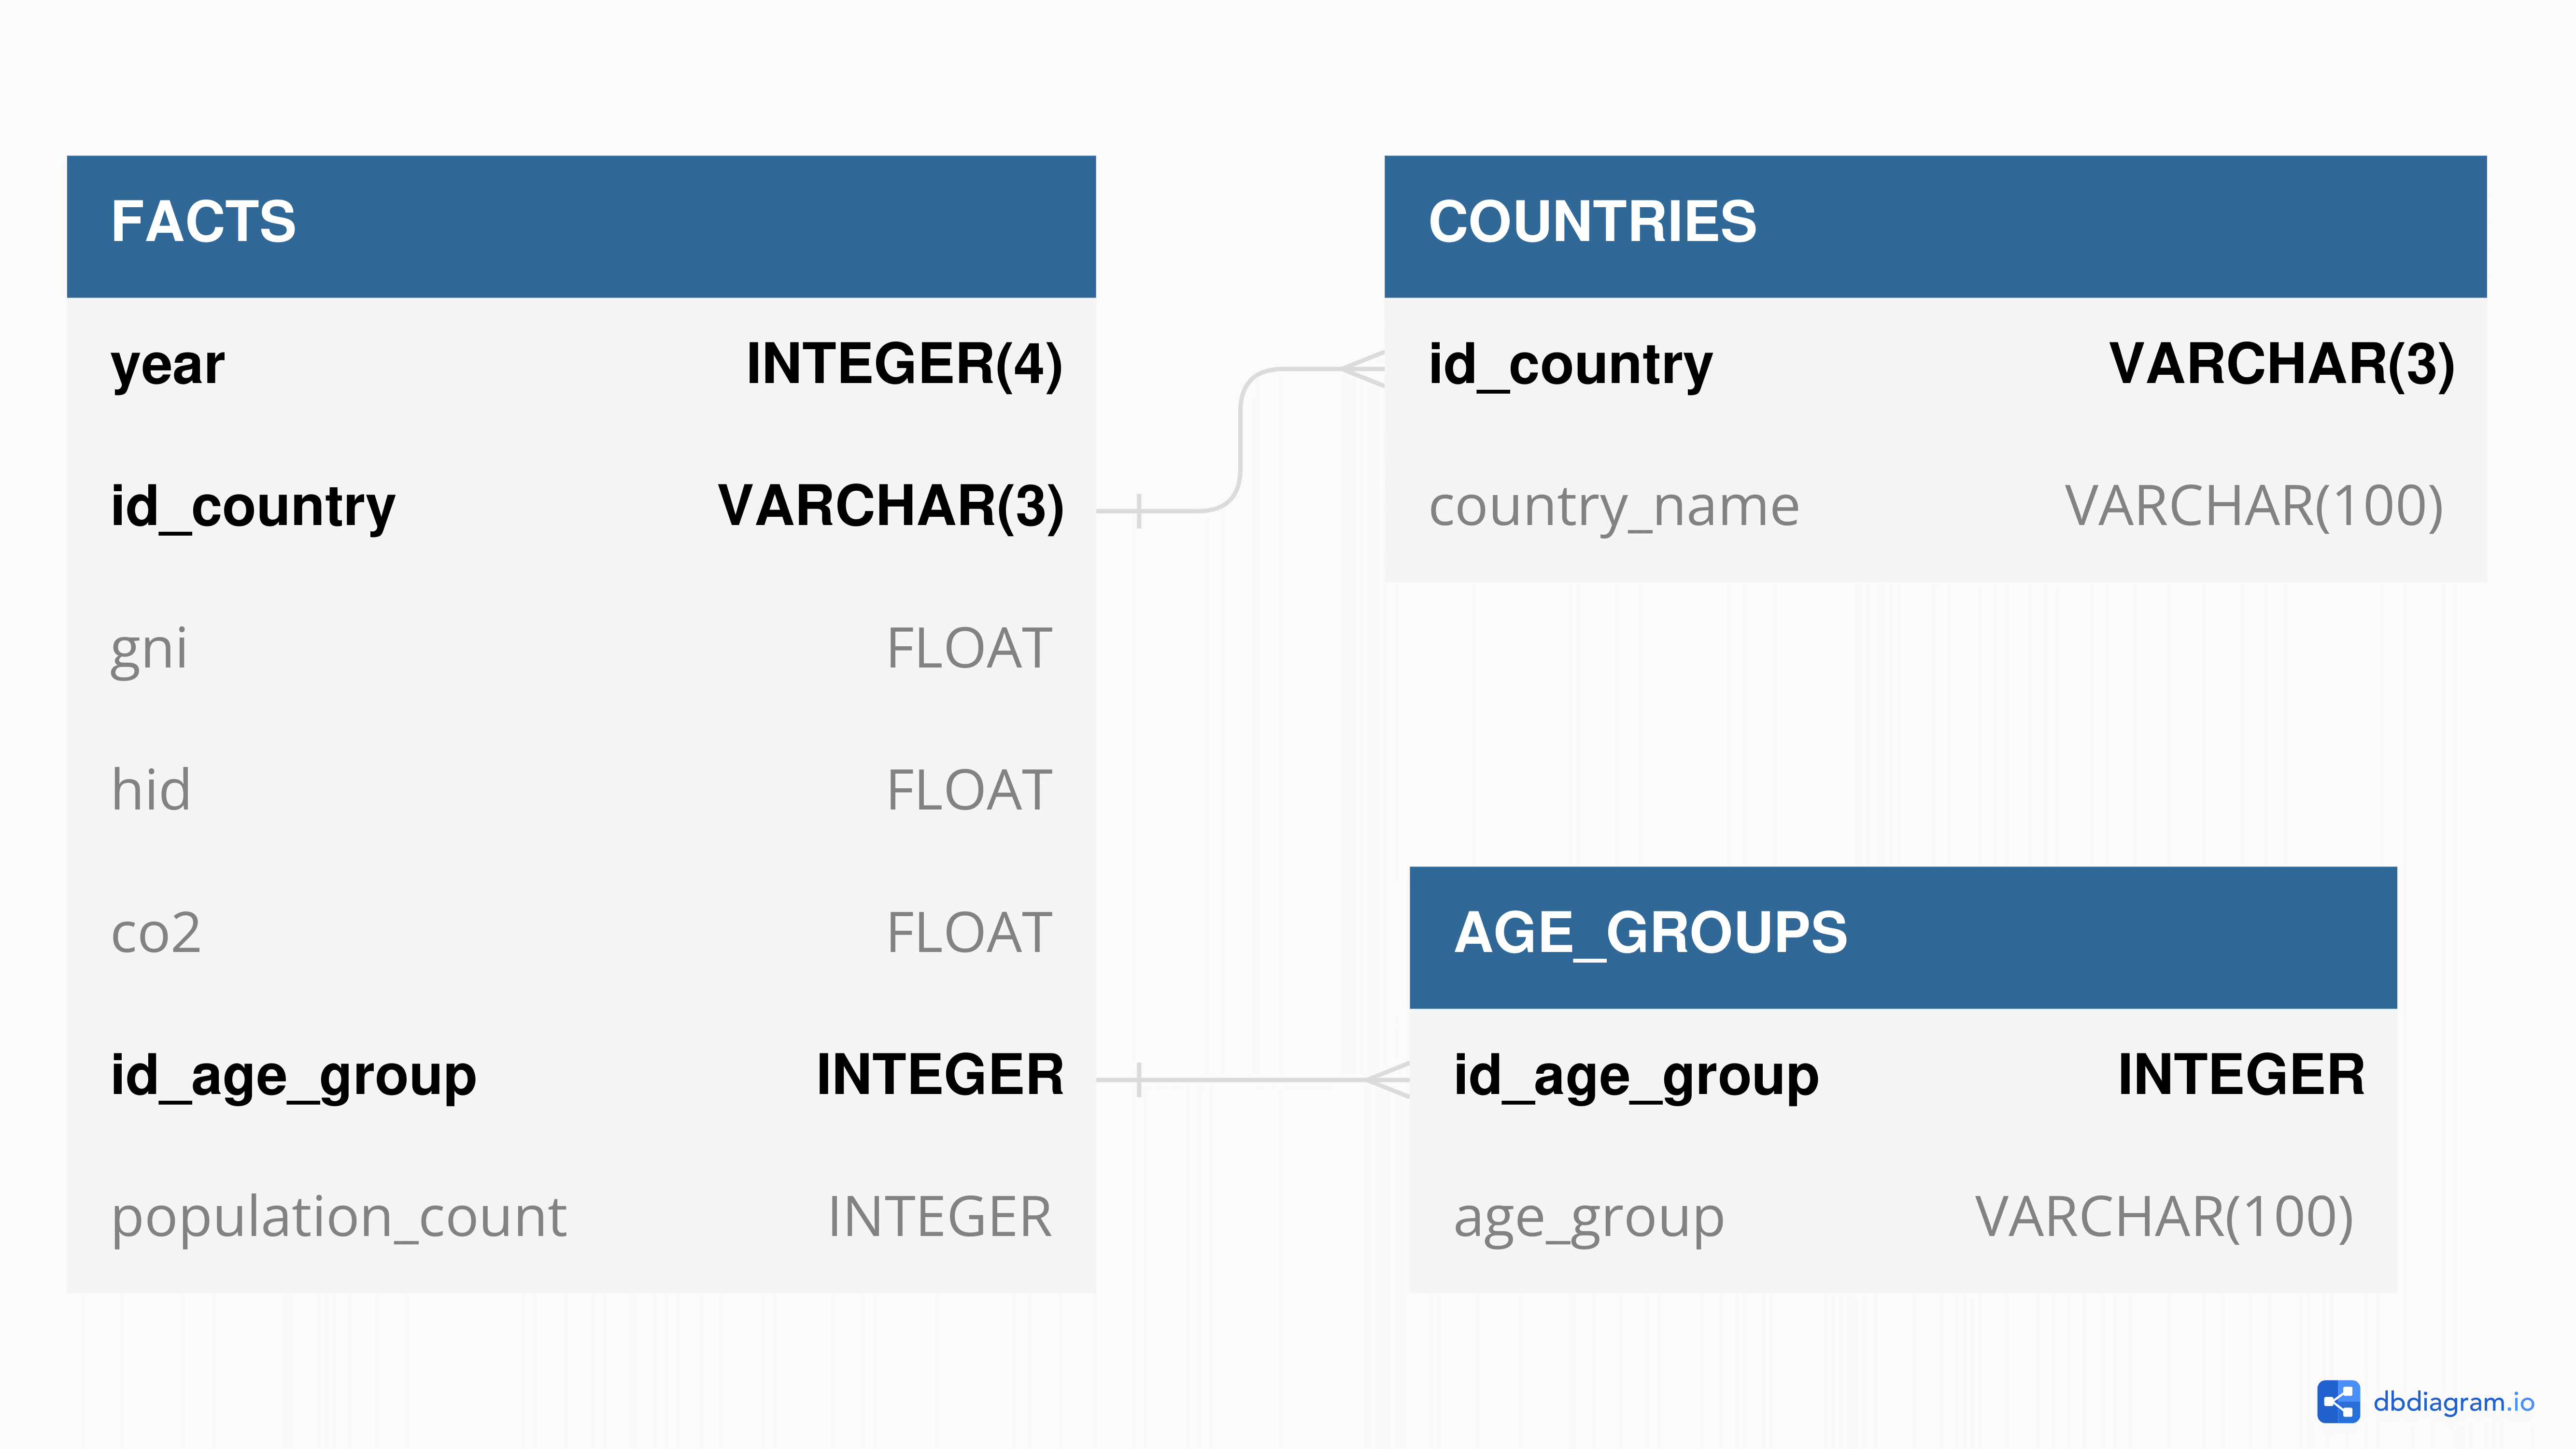 FACTS
year INTEGER(4)
id_country VARCHAR(3)
gni FLOAT
hid FLOAT
co2 FLOAT
id_age_group INTEGER
population_count INTEGER
COUNTRIES
id_country VARCHAR(3)
country_name VARCHAR(100)
AGE_GROUPS
id_age_group INTEGER
age_group VARCHAR(100)
dbdiagram.io